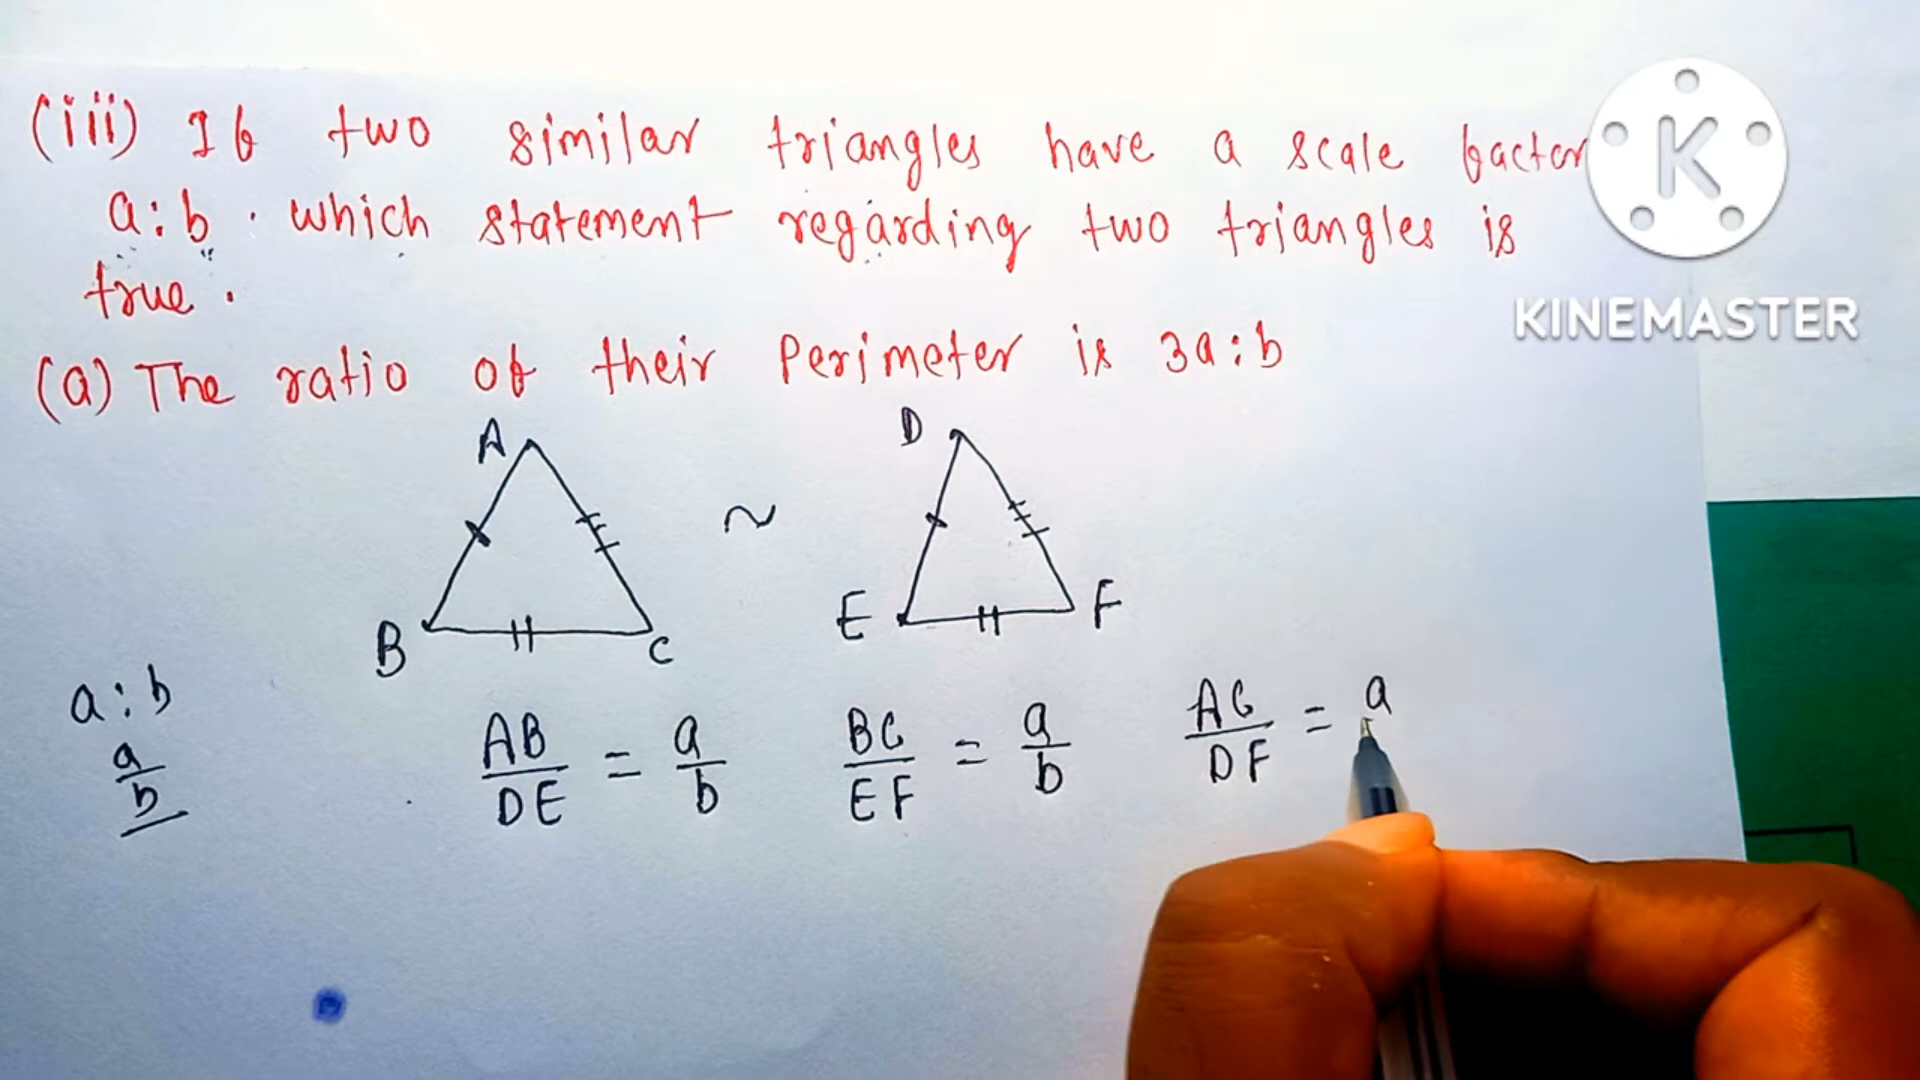 (iii) If two similar triangles have a scale factor
a:b. which statement regarding two triangles is
true.
(a) The ratio of their Perimeter is 3a:b
K
KINEMASTER
A
D
~
B
C
E
F
a:b
a/b
AB/DE = a/b
BC/EF = a/b
AC/DF = a